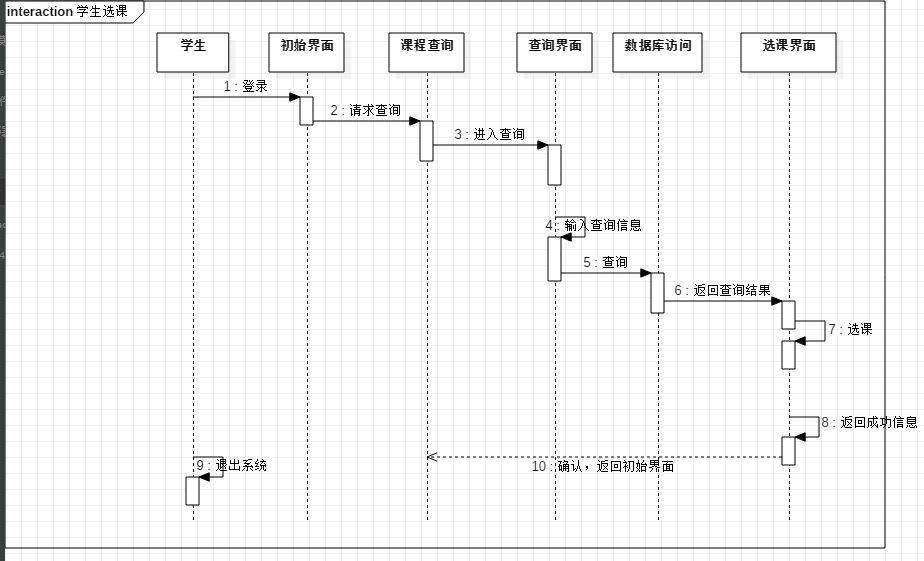 interaction 学生选课
学生
初始界面
课程查询
查询界面
数据库访问
选课界面
1 : 登录
2 : 请求查询
3 : 进入查询
4 : 输入查询信息
5 : 查询
6 : 返回查询结果
7 : 选课
8 : 返回成功信息
9 : 退出系统
10 : 确认，返回初始界面